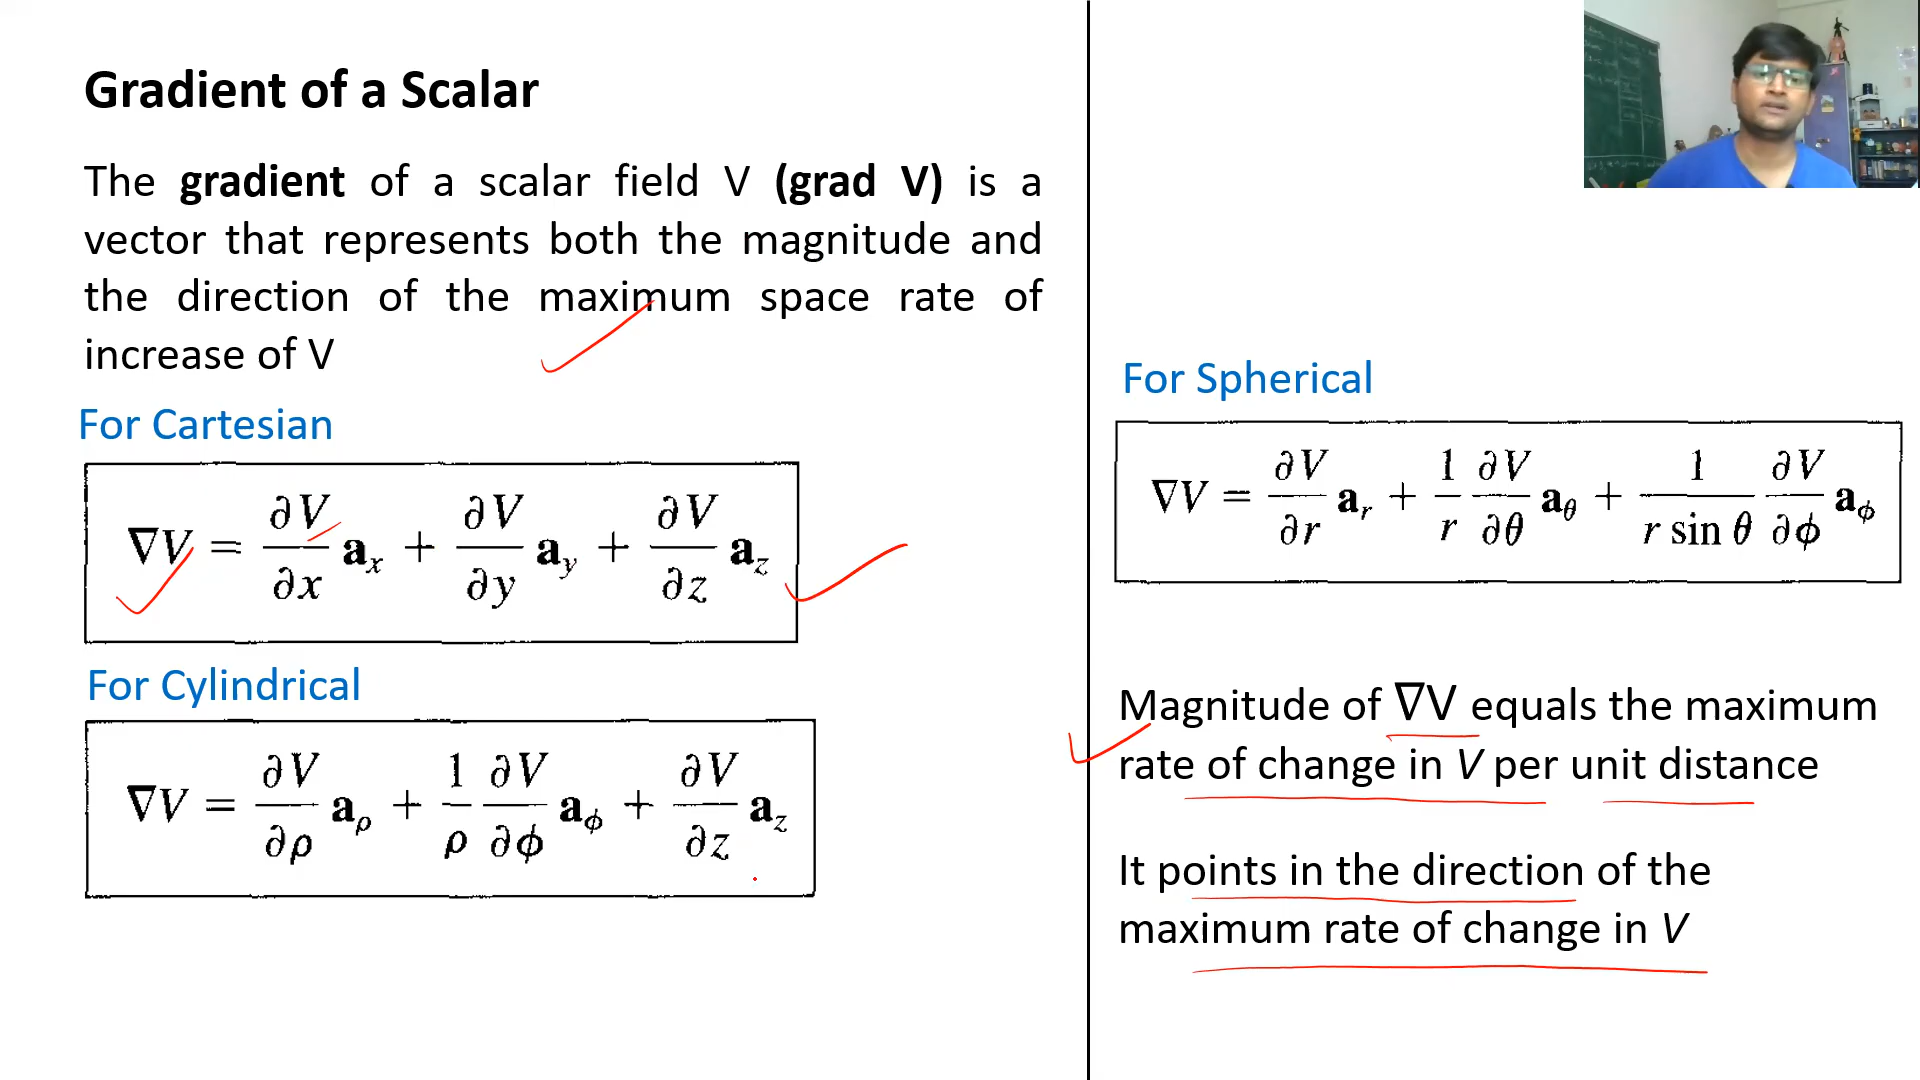 Gradient of a Scalar
The gradient of a scalar field V (grad V) is a
vector that represents both the magnitude and
the direction of the maximum space rate of
increase of V
For Cartesian
∇V = ∂V/∂x a_x + ∂V/∂y a_y + ∂V/∂z a_z
For Cylindrical
∇V = ∂V/∂ρ a_ρ + 1/ρ ∂V/∂ϕ a_ϕ + ∂V/∂z a_z
For Spherical
∇V = ∂V/∂r a_r + 1/r ∂V/∂θ a_θ + 1/(r sin θ) ∂V/∂ϕ a_ϕ
Magnitude of ∇V equals the maximum
rate of change in V per unit distance
It points in the direction of the
maximum rate of change in V